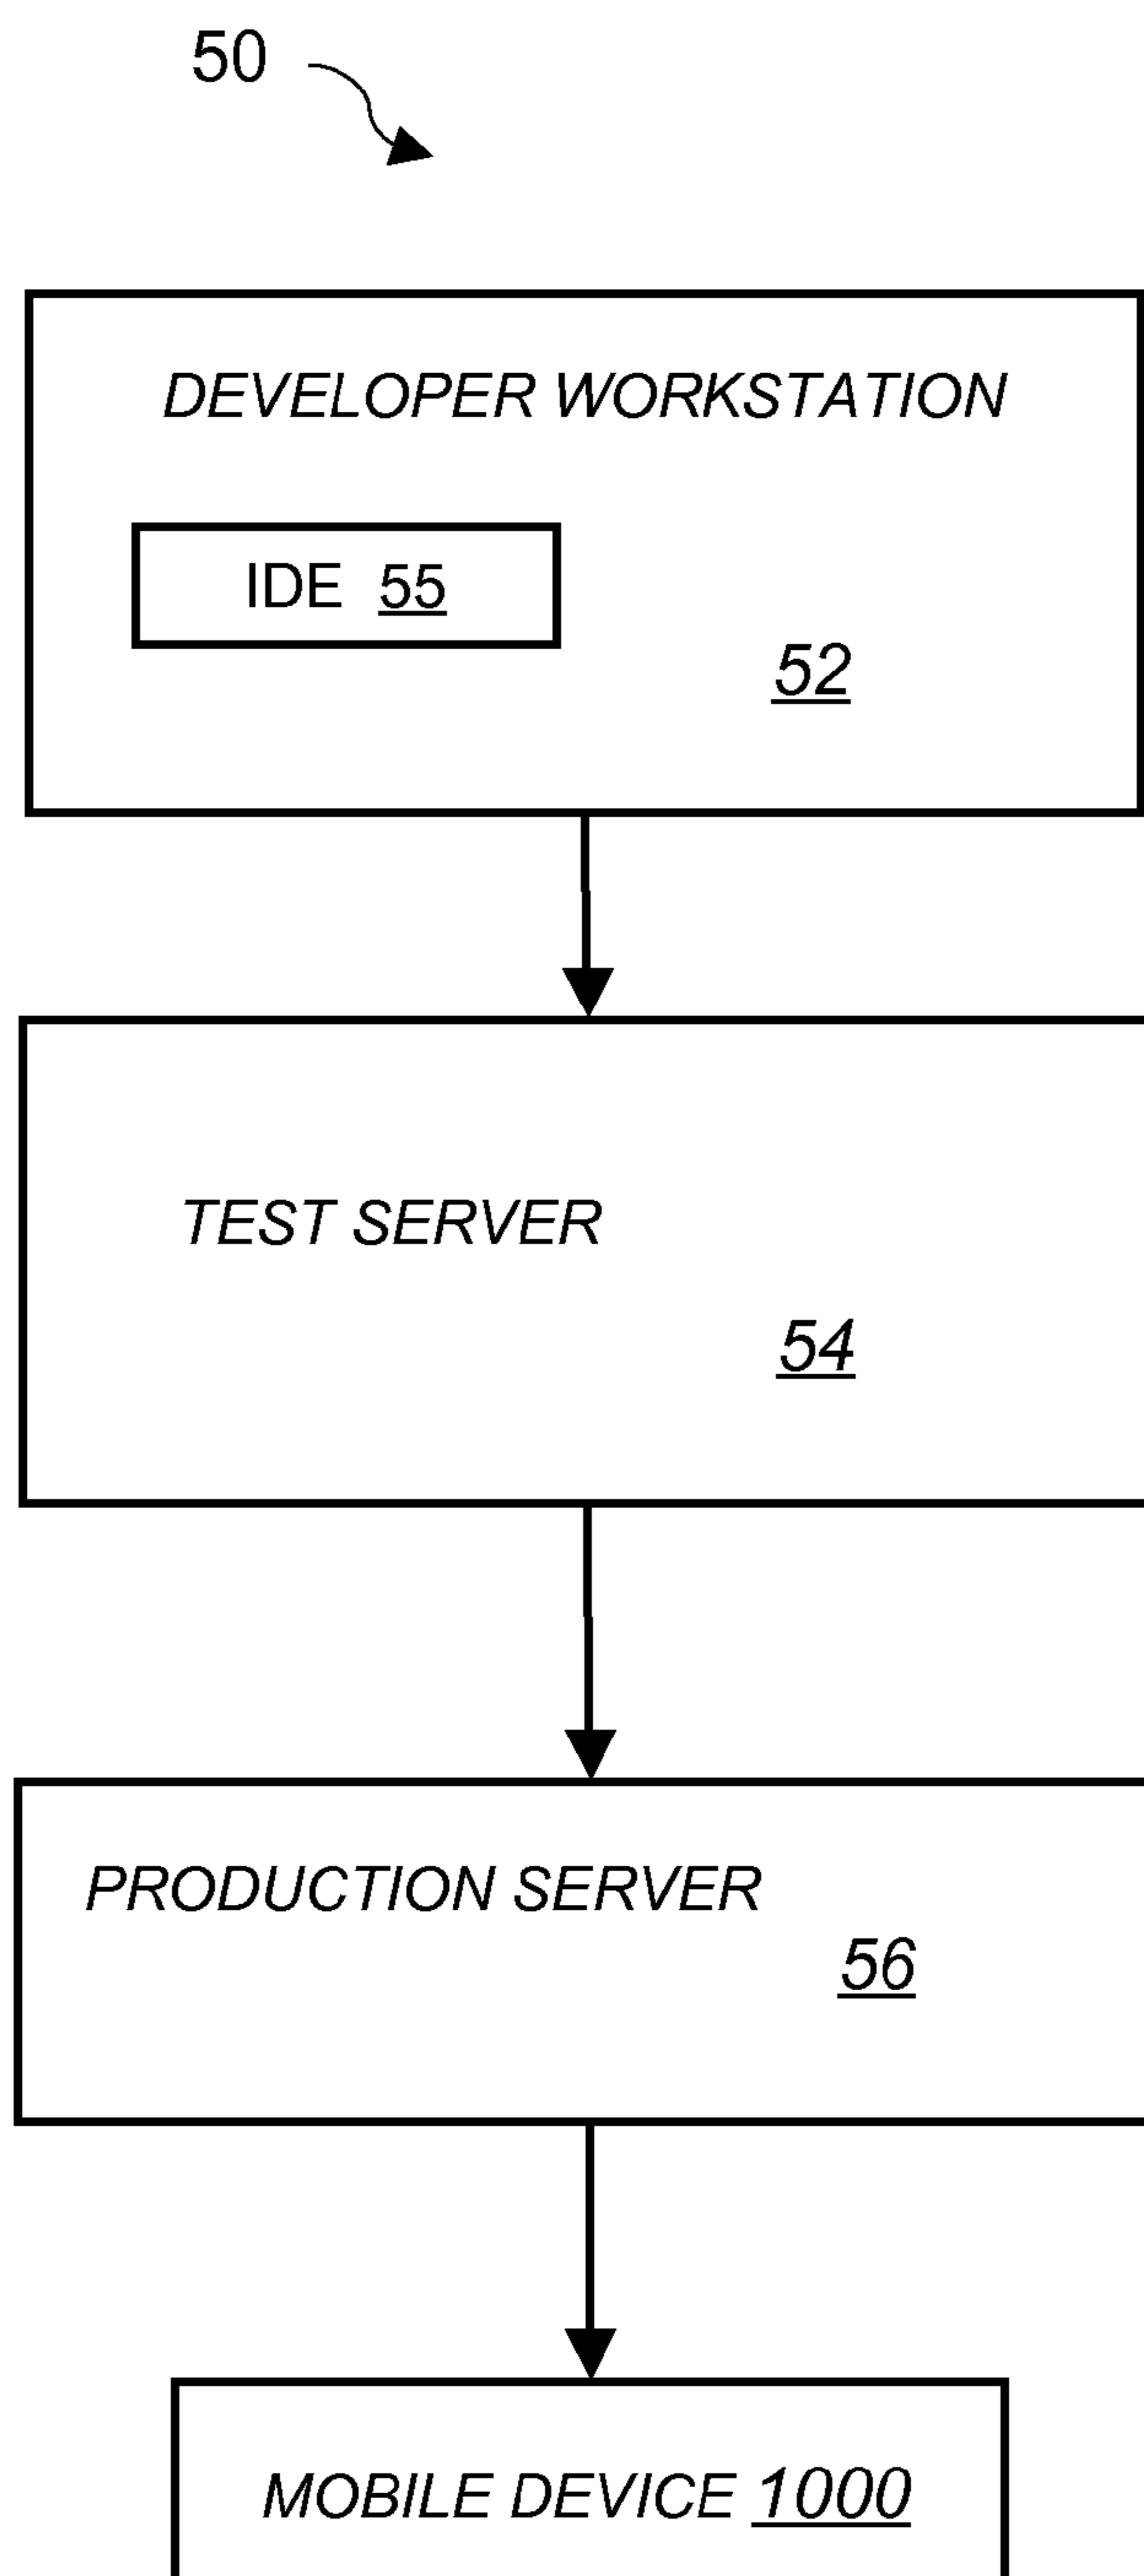 50
DEVELOPER WORKSTATION
IDE 55
52
TEST SERVER
54
PRODUCTION SERVER
56
MOBILE DEVICE 1000